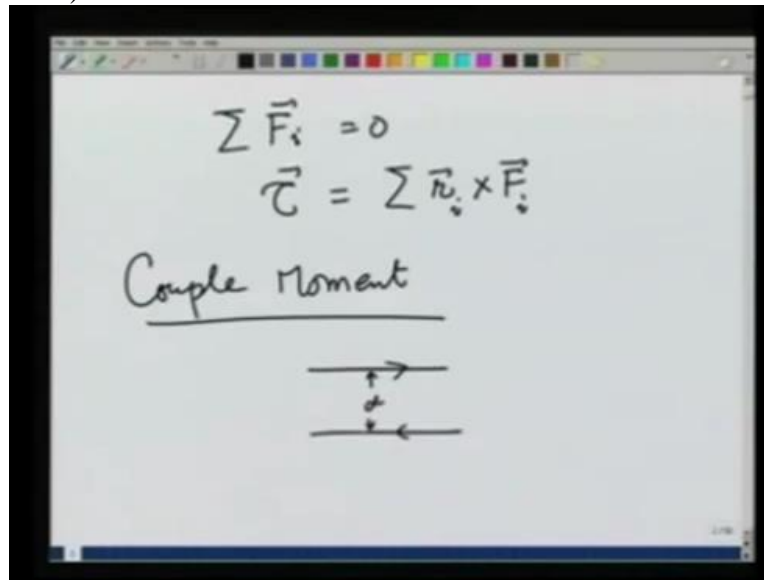 ∑ F⃗ᵢ = 0
τ⃗ = ∑ r⃗ᵢ × F⃗ᵢ
Couple Moment
d